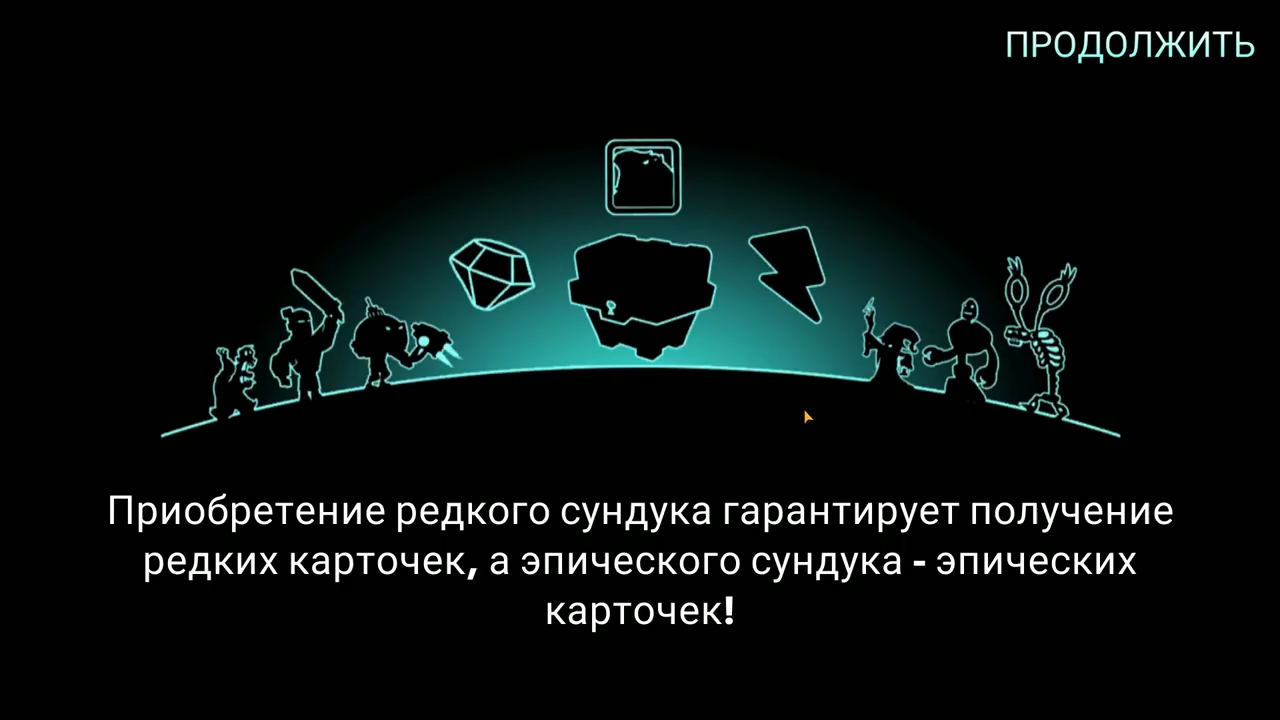 ПРОДОЛЖИТЬ
Приобретение редкого сундука гарантирует получение
редких карточек, а эпического сундука - эпических
карточек!